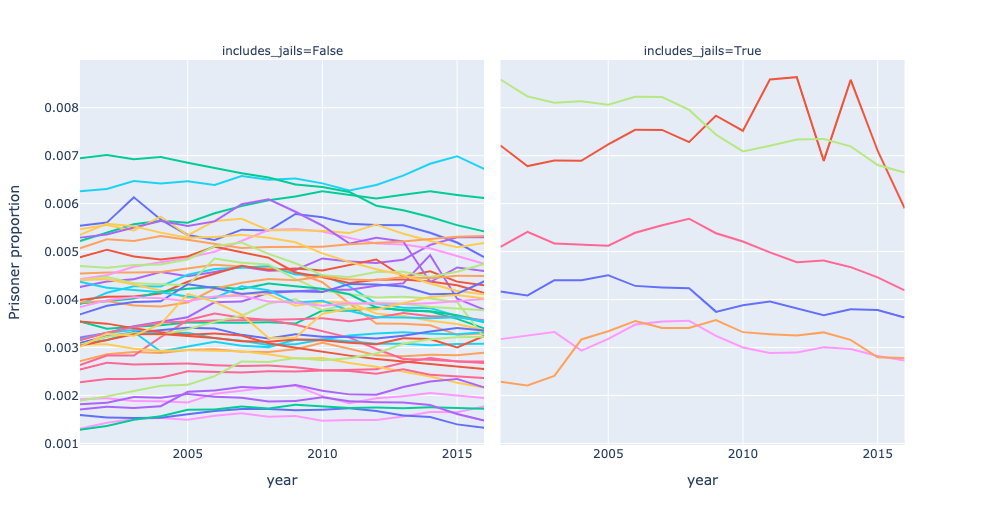 includes_jails=False
includes_jails=True
0.008
0.007
0.006
0.005
0.004
0.003
0.002
0.001
Prisoner proportion
2005
2010
2015
2005
2010
2015
year
year